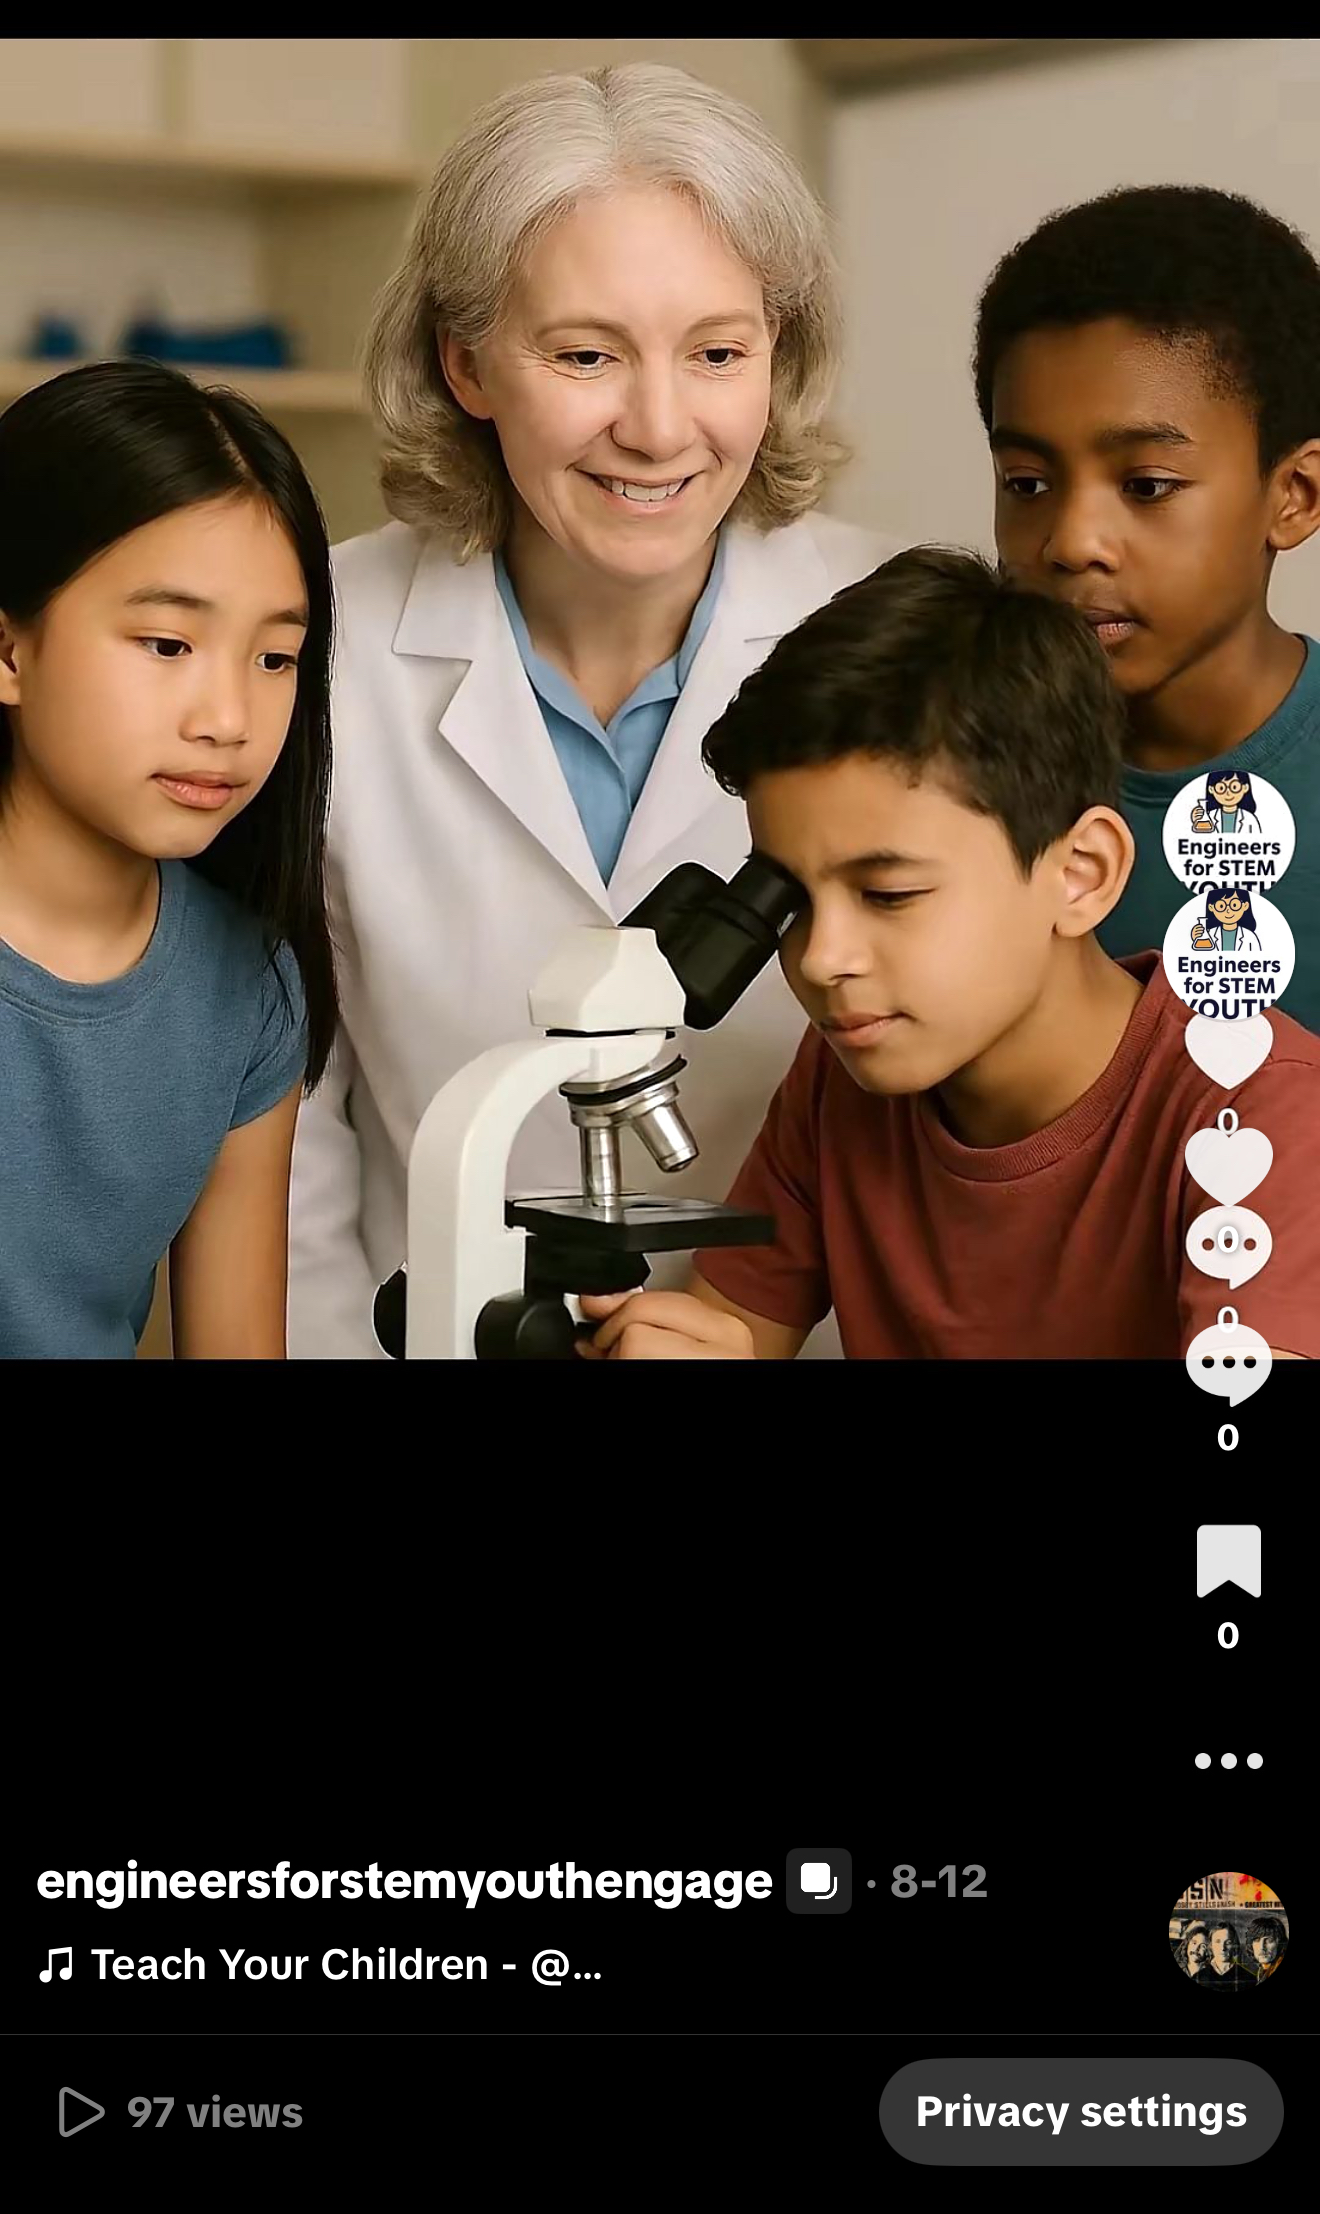 Engineers
for STEM
YOUTH
Engineers
for STEM
YOUTH
0
0
0
0
0
engineersforstemyouthengage · 8-12
Teach Your Children - @...
97 views
Privacy settings